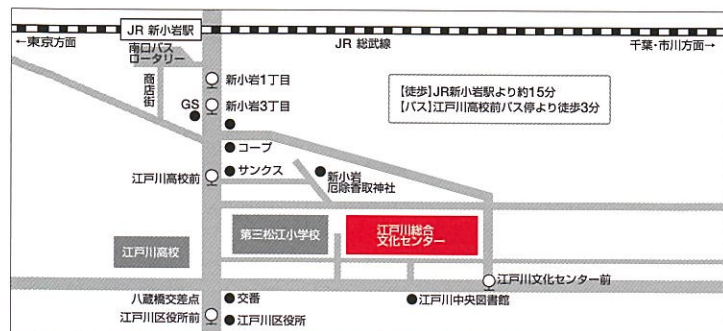 JR 新小岩駅
←東京方面
JR 総武線
千葉・市川方面→
南口バス
ロータリー
商店街
新小岩1丁目
GS
新小岩3丁目
【徒歩】JR新小岩駅より約15分
【バス】江戸川高校前バス停より徒歩3分
コープ
サンクス
江戸川高校前
新小岩
厄除香取神社
江戸川高校
第三松江小学校
江戸川総合
文化センター
江戸川文化センター前
八蔵橋交差点
交番
江戸川中央図書館
江戸川区役所前
江戸川区役所